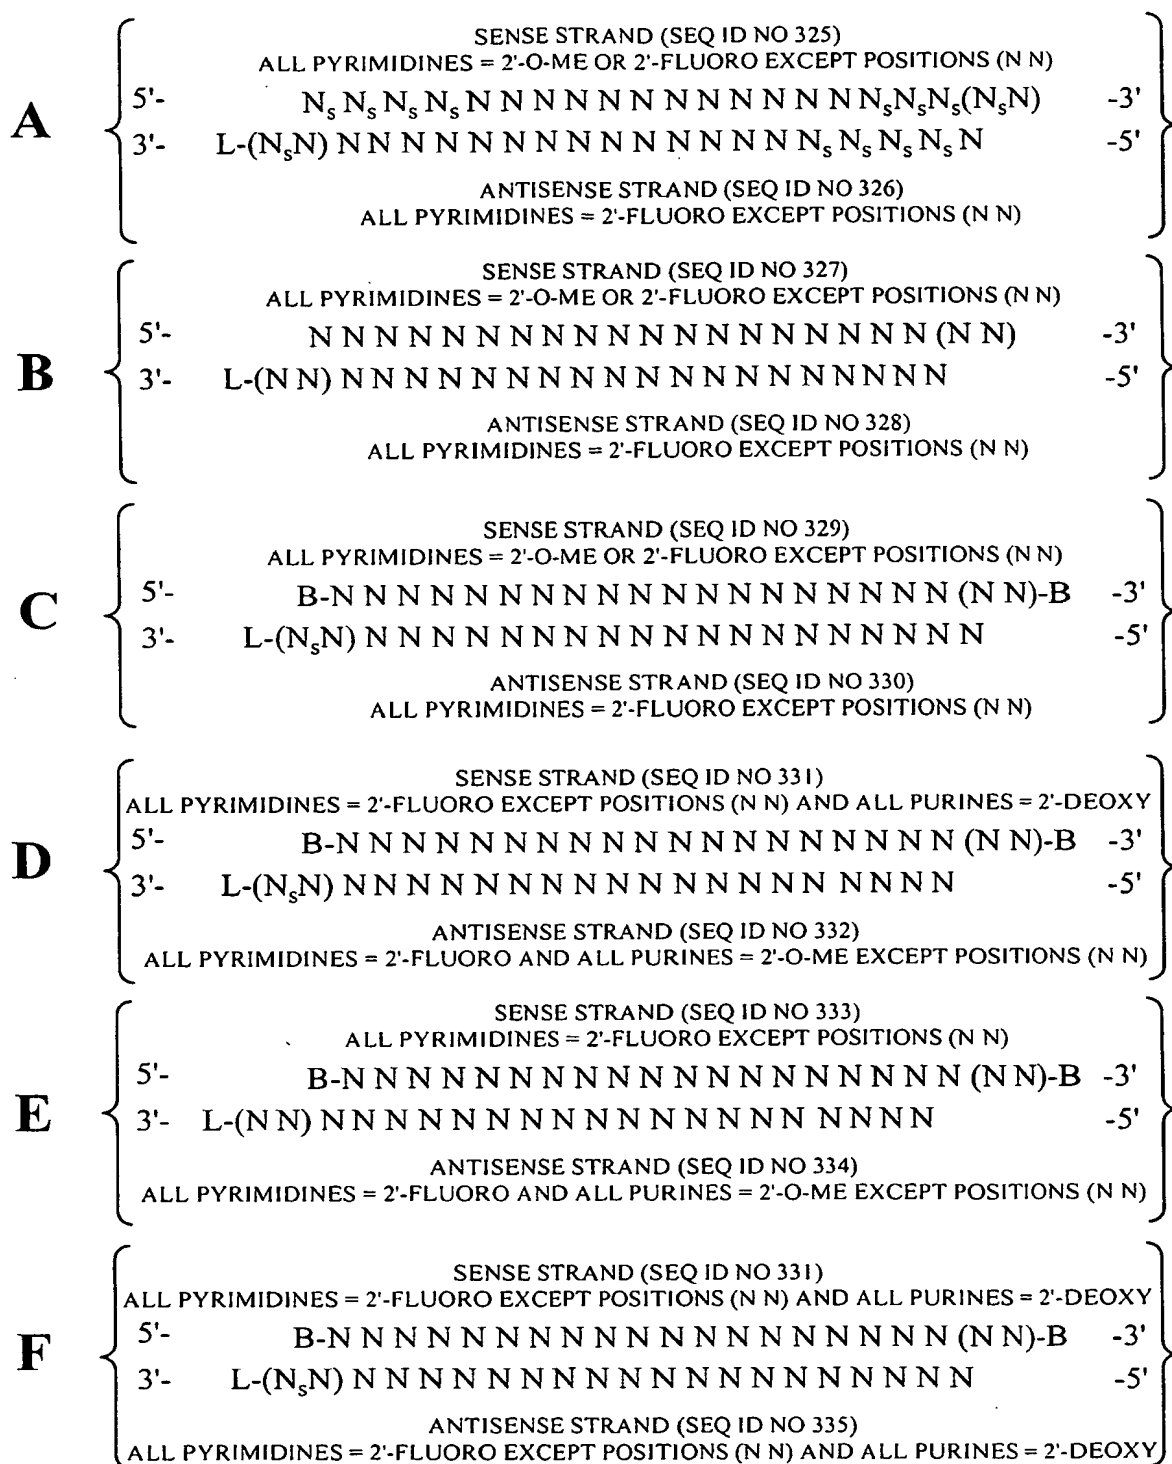 SENSE STRAND (SEQ ID NO 325)
ALL PYRIMIDINES = 2'-O-ME OR 2'-FLUORO EXCEPT POSITIONS (N N)
A
5'- NₛNₛNₛNₛN N N N N N N N N N N N NₛNₛNₛ(NₛN) -3'
3'- L-(NₛN) N N N N N N N N N N N N N N NₛNₛNₛNₛN -5'
ANTISENSE STRAND (SEQ ID NO 326)
ALL PYRIMIDINES = 2'-FLUORO EXCEPT POSITIONS (N N)
SENSE STRAND (SEQ ID NO 327)
ALL PYRIMIDINES = 2'-O-ME OR 2'-FLUORO EXCEPT POSITIONS (N N)
B
5'- N N N N N N N N N N N N N N N N N N N (N N) -3'
3'- L-(N N) N N N N N N N N N N N N N N N N N N N -5'
ANTISENSE STRAND (SEQ ID NO 328)
ALL PYRIMIDINES = 2'-FLUORO EXCEPT POSITIONS (N N)
SENSE STRAND (SEQ ID NO 329)
ALL PYRIMIDINES = 2'-O-ME OR 2'-FLUORO EXCEPT POSITIONS (N N)
C
5'- B-N N N N N N N N N N N N N N N N N N N (N N)-B -3'
3'- L-(NₛN) N N N N N N N N N N N N N N N N N N N -5'
ANTISENSE STRAND (SEQ ID NO 330)
ALL PYRIMIDINES = 2'-FLUORO EXCEPT POSITIONS (N N)
SENSE STRAND (SEQ ID NO 331)
ALL PYRIMIDINES = 2'-FLUORO EXCEPT POSITIONS (N N) AND ALL PURINES = 2'-DEOXY
D
5'- B-N N N N N N N N N N N N N N N N N N N (N N)-B -3'
3'- L-(NₛN) N N N N N N N N N N N N N N N N N N N -5'
ANTISENSE STRAND (SEQ ID NO 332)
ALL PYRIMIDINES = 2'-FLUORO AND ALL PURINES = 2'-O-ME EXCEPT POSITIONS (N N)
SENSE STRAND (SEQ ID NO 333)
ALL PYRIMIDINES = 2'-FLUORO EXCEPT POSITIONS (N N)
E
5'- B-N N N N N N N N N N N N N N N N N N N (N N)-B -3'
3'- L-(N N) N N N N N N N N N N N N N N N N N N N -5'
ANTISENSE STRAND (SEQ ID NO 334)
ALL PYRIMIDINES = 2'-FLUORO AND ALL PURINES = 2'-O-ME EXCEPT POSITIONS (N N)
SENSE STRAND (SEQ ID NO 331)
ALL PYRIMIDINES = 2'-FLUORO EXCEPT POSITIONS (N N) AND ALL PURINES = 2'-DEOXY
F
5'- B-N N N N N N N N N N N N N N N N N N N (N N)-B -3'
3'- L-(NₛN) N N N N N N N N N N N N N N N N N N N -5'
ANTISENSE STRAND (SEQ ID NO 335)
ALL PYRIMIDINES = 2'-FLUORO EXCEPT POSITIONS (N N) AND ALL PURINES = 2'-DEOXY